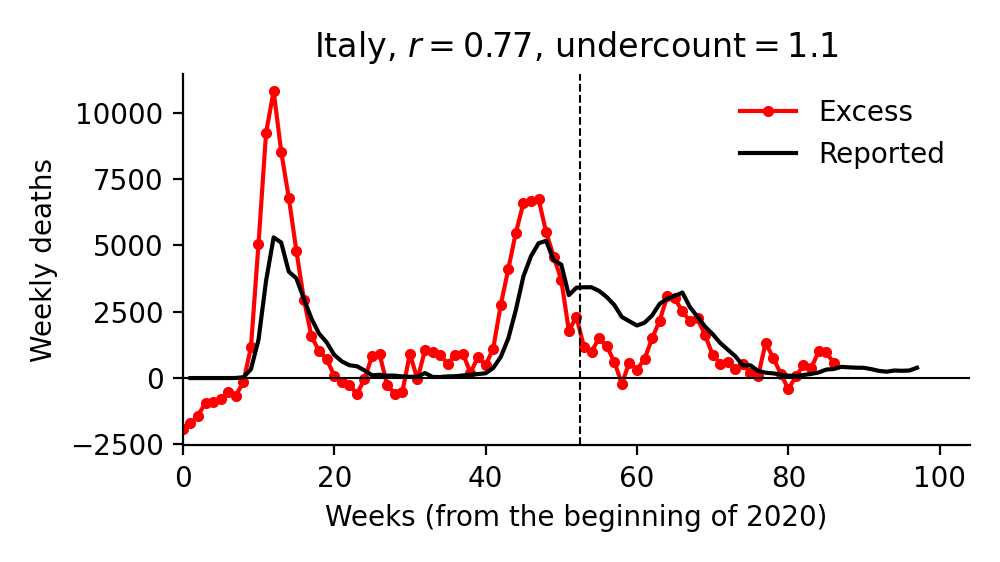 Italy, r = 0.77, undercount = 1.1
Excess
Reported
Weekly deaths
10000
7500
5000
2500
0
−2500
0 20 40 60 80 100
Weeks (from the beginning of 2020)